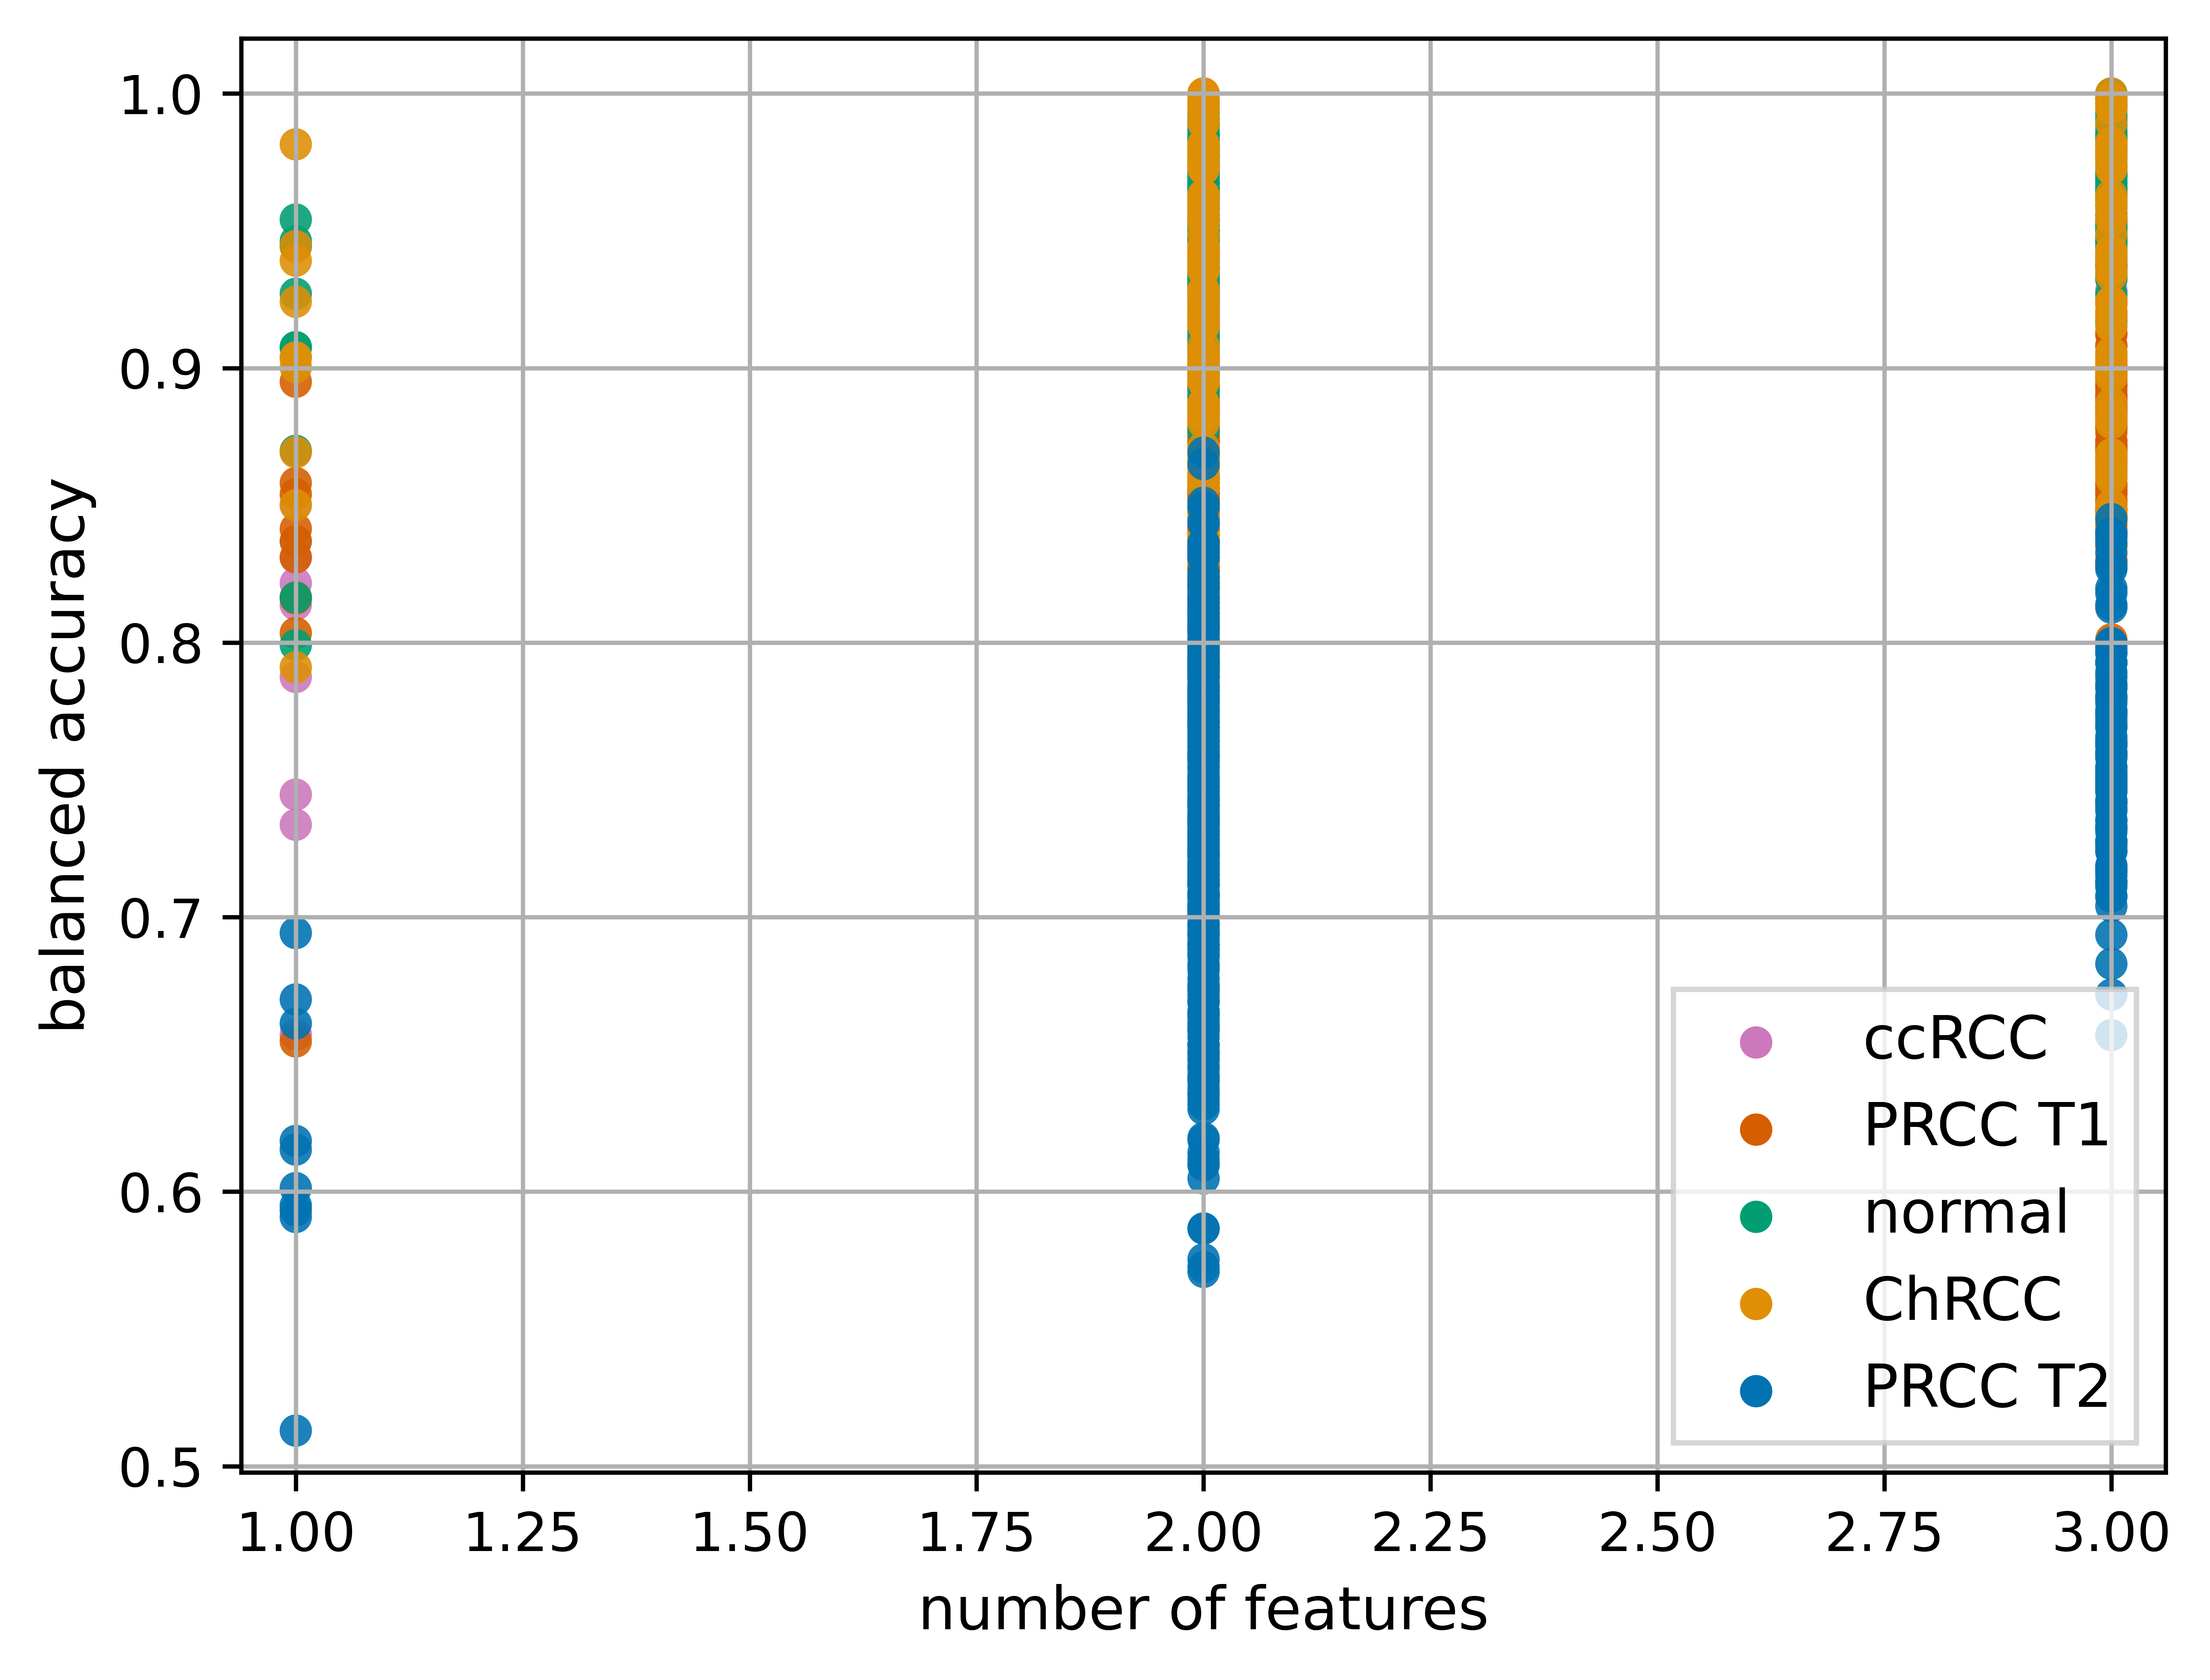 1.0
0.9
0.8
0.7
0.6
0.5
balanced accuracy
1.00 1.25 1.50 1.75 2.00 2.25 2.50 2.75 3.00
number of features
ccRCC
PRCC T1
normal
ChRCC
PRCC T2